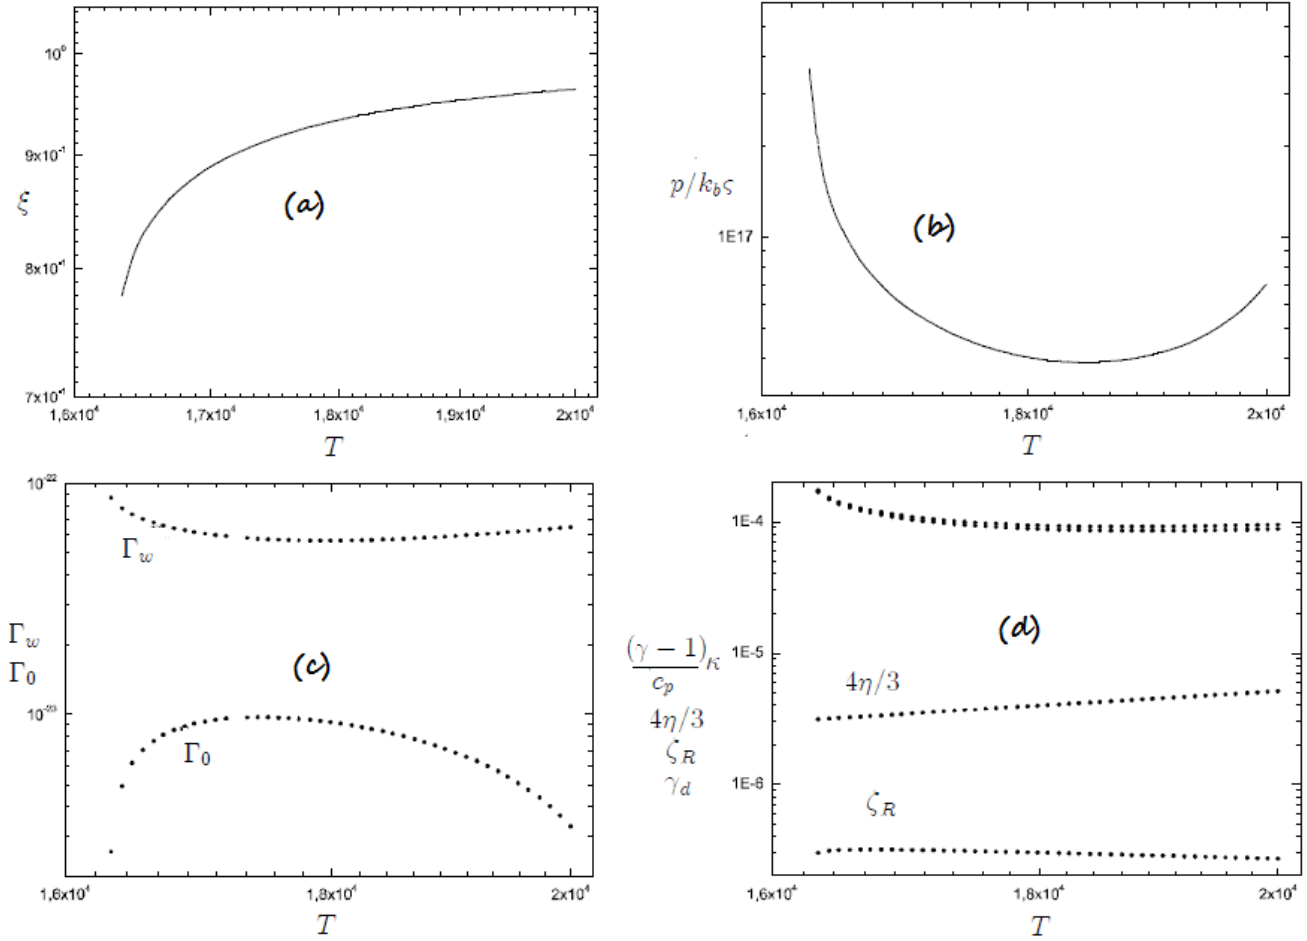 10⁰
9x10⁻¹
ξ
(a)
8x10⁻¹
7x10⁻¹
1,6x10⁴ 1,7x10⁴ 1,8x10⁴ 1,9x10⁴ 2x10⁴
T
p/k_bς
(b)
1E17
1,6x10⁴ 1,8x10⁴ 2x10⁴
T
10⁻²²
Γ_w
Γ_w
Γ₀
(c)
10⁻²³
Γ₀
1,6x10⁴ 1,8x10⁴ 2x10⁴
T
(γ − 1)/c_p κ
4η/3
ζ_R
γ_d
1E-4
(d)
1E-5
4η/3
1E-6
ζ_R
1,6x10⁴ 1,8x10⁴ 2x10⁴
T